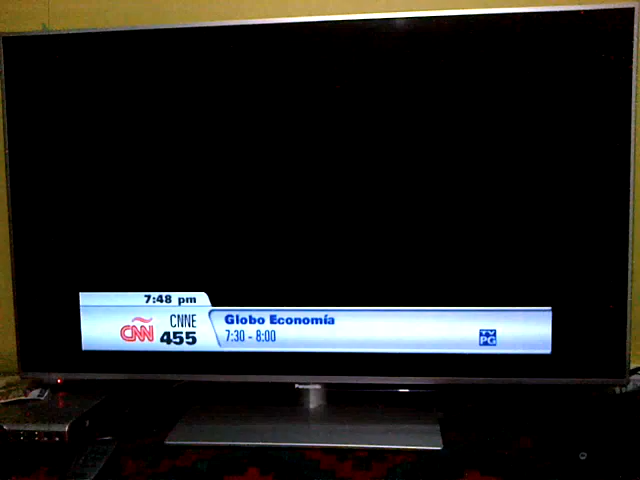 7:48 pm
CNN
CNNE
455
Globo Economía
7:30 - 8:00
TV
PG
Panasonic